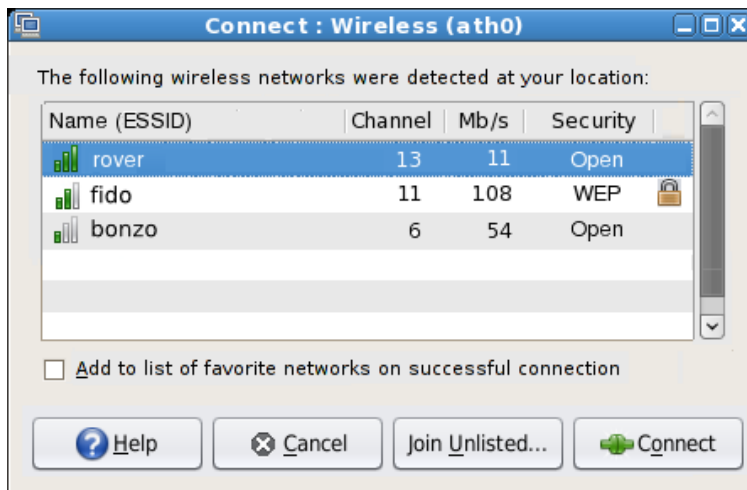 Connect : Wireless (ath0)
The following wireless networks were detected at your location:
Name (ESSID) Channel Mb/s Security
rover 13 11 Open
fido 11 108 WEP
bonzo 6 54 Open
Add to list of favorite networks on successful connection
Help Cancel Join Unlisted... Connect